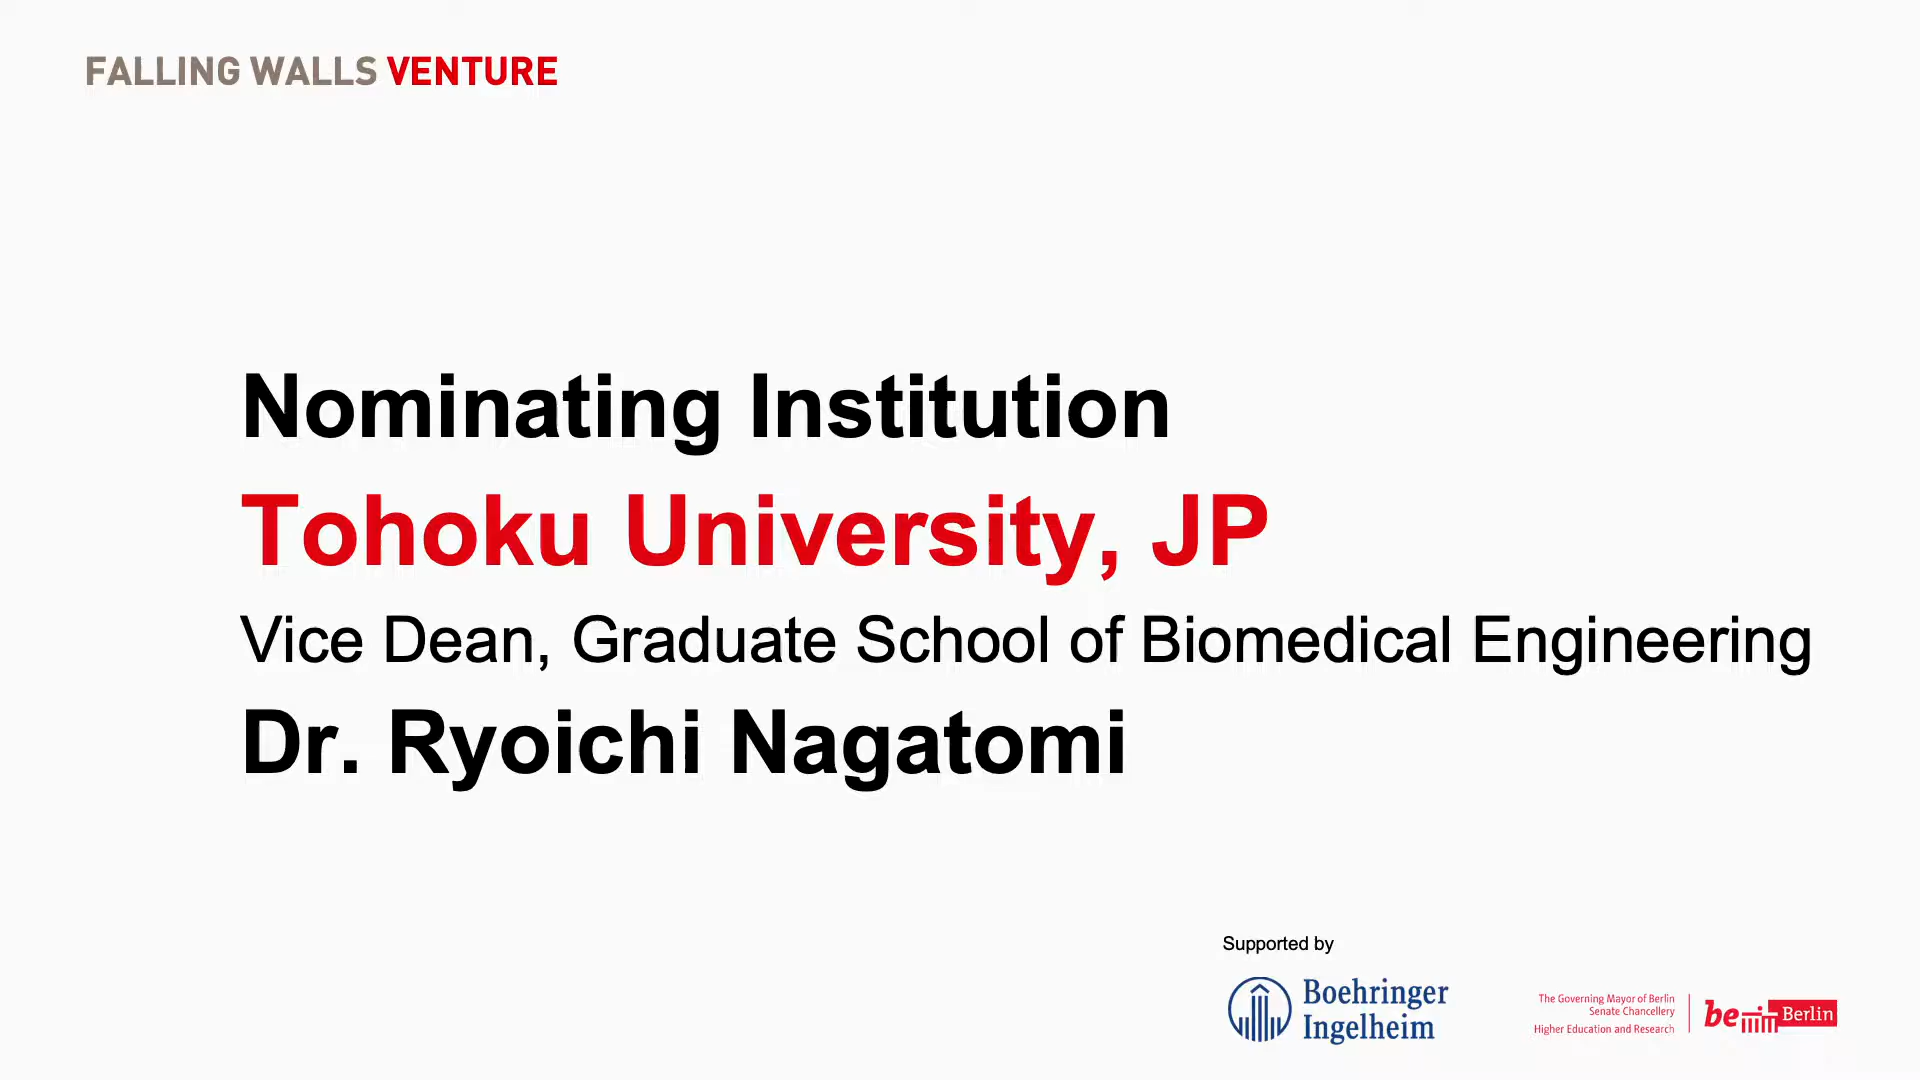 FALLING WALLS VENTURE
Nominating Institution
Tohoku University, JP
Vice Dean, Graduate School of Biomedical Engineering
Dr. Ryoichi Nagatomi
Supported by
Boehringer
Ingelheim
The Governing Mayor of Berlin
Senate Chancellery
Higher Education and Research
be Berlin